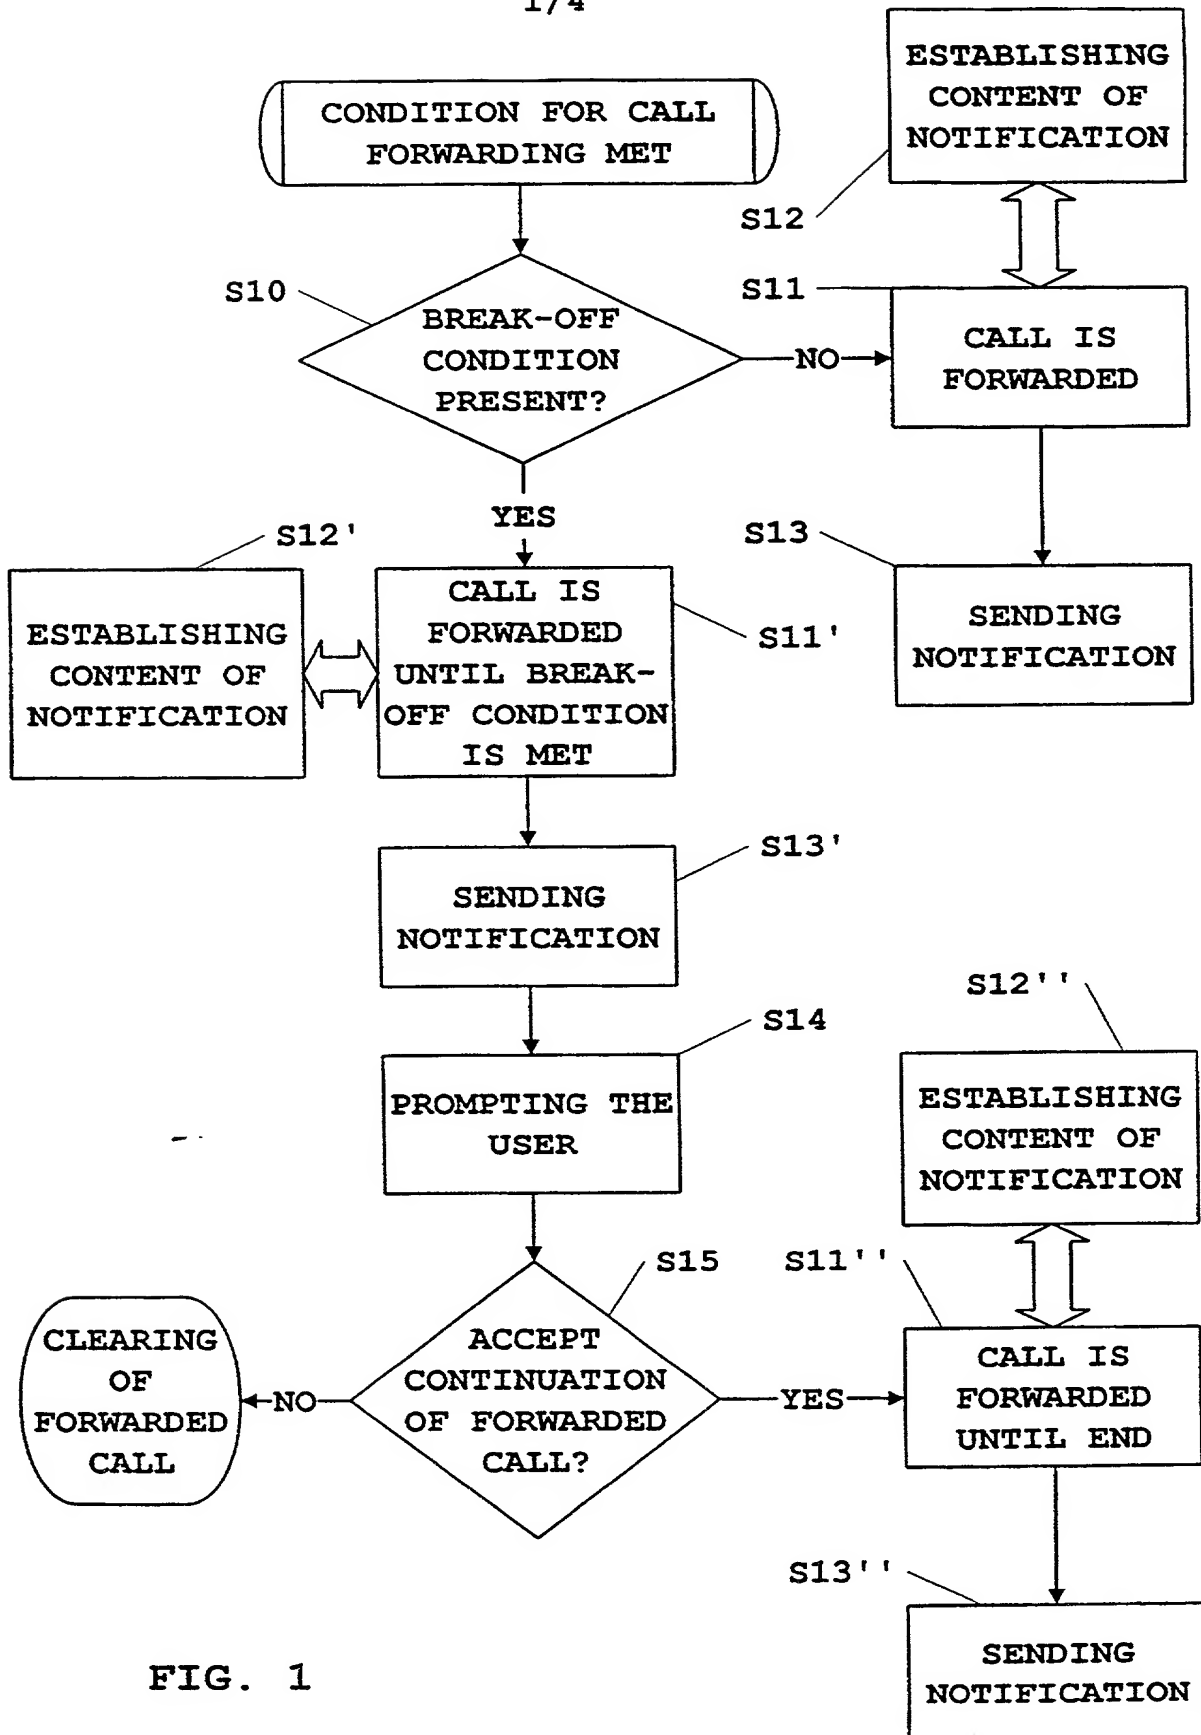 1/4
CONDITION FOR CALL
FORWARDING MET
ESTABLISHING
CONTENT OF
NOTIFICATION
S12
S10
BREAK-OFF
CONDITION
PRESENT?
NO
S11
CALL IS
FORWARDED
YES
S12'
ESTABLISHING
CONTENT OF
NOTIFICATION
CALL IS
FORWARDED
UNTIL BREAK-
OFF CONDITION
IS MET
S11'
S13
SENDING
NOTIFICATION
S13'
SENDING
NOTIFICATION
S14
PROMPTING THE
USER
S12''
ESTABLISHING
CONTENT OF
NOTIFICATION
S15
ACCEPT
CONTINUATION
OF FORWARDED
CALL?
NO
CLEARING
OF
FORWARDED
CALL
YES
S11''
CALL IS
FORWARDED
UNTIL END
S13''
SENDING
NOTIFICATION
FIG. 1